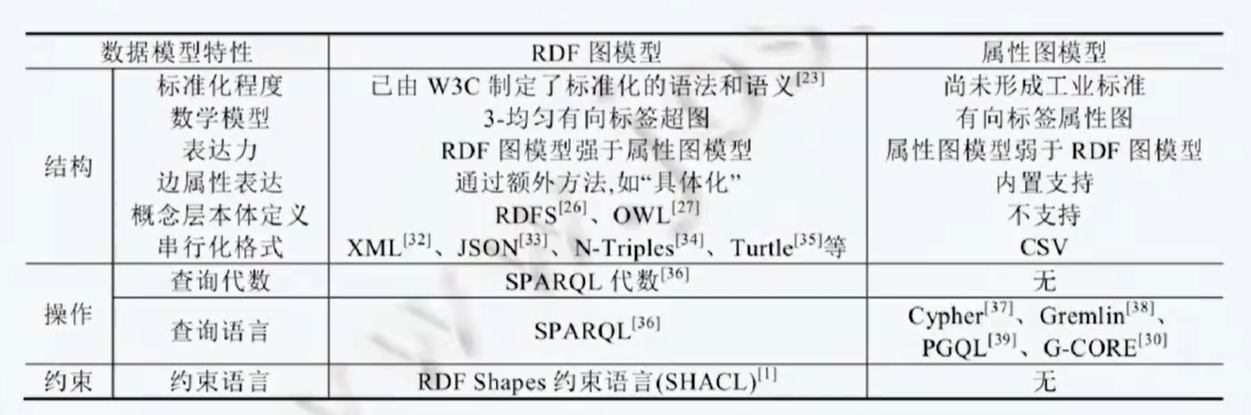 数据模型特性 RDF 图模型 属性图模型
结构 标准化程度 已由 W3C 制定了标准化的语法和语义[23] 尚未形成工业标准
数学模型 3-均匀有向标签超图 有向标签属性图
表达力 RDF 图模型强于属性图模型 属性图模型弱于 RDF 图模型
边属性表达 通过额外方法,如“具体化” 内置支持
概念层本体定义 RDFS[26]、OWL[27] 不支持
串行化格式 XML[32]、JSON[33]、N-Triples[34]、Turtle[35]等 CSV
操作 查询代数 SPARQL 代数[36] 无
查询语言 SPARQL[36] Cypher[37]、Gremlin[38]、
PGQL[39]、G-CORE[30]
约束 约束语言 RDF Shapes 约束语言(SHACL)[1] 无